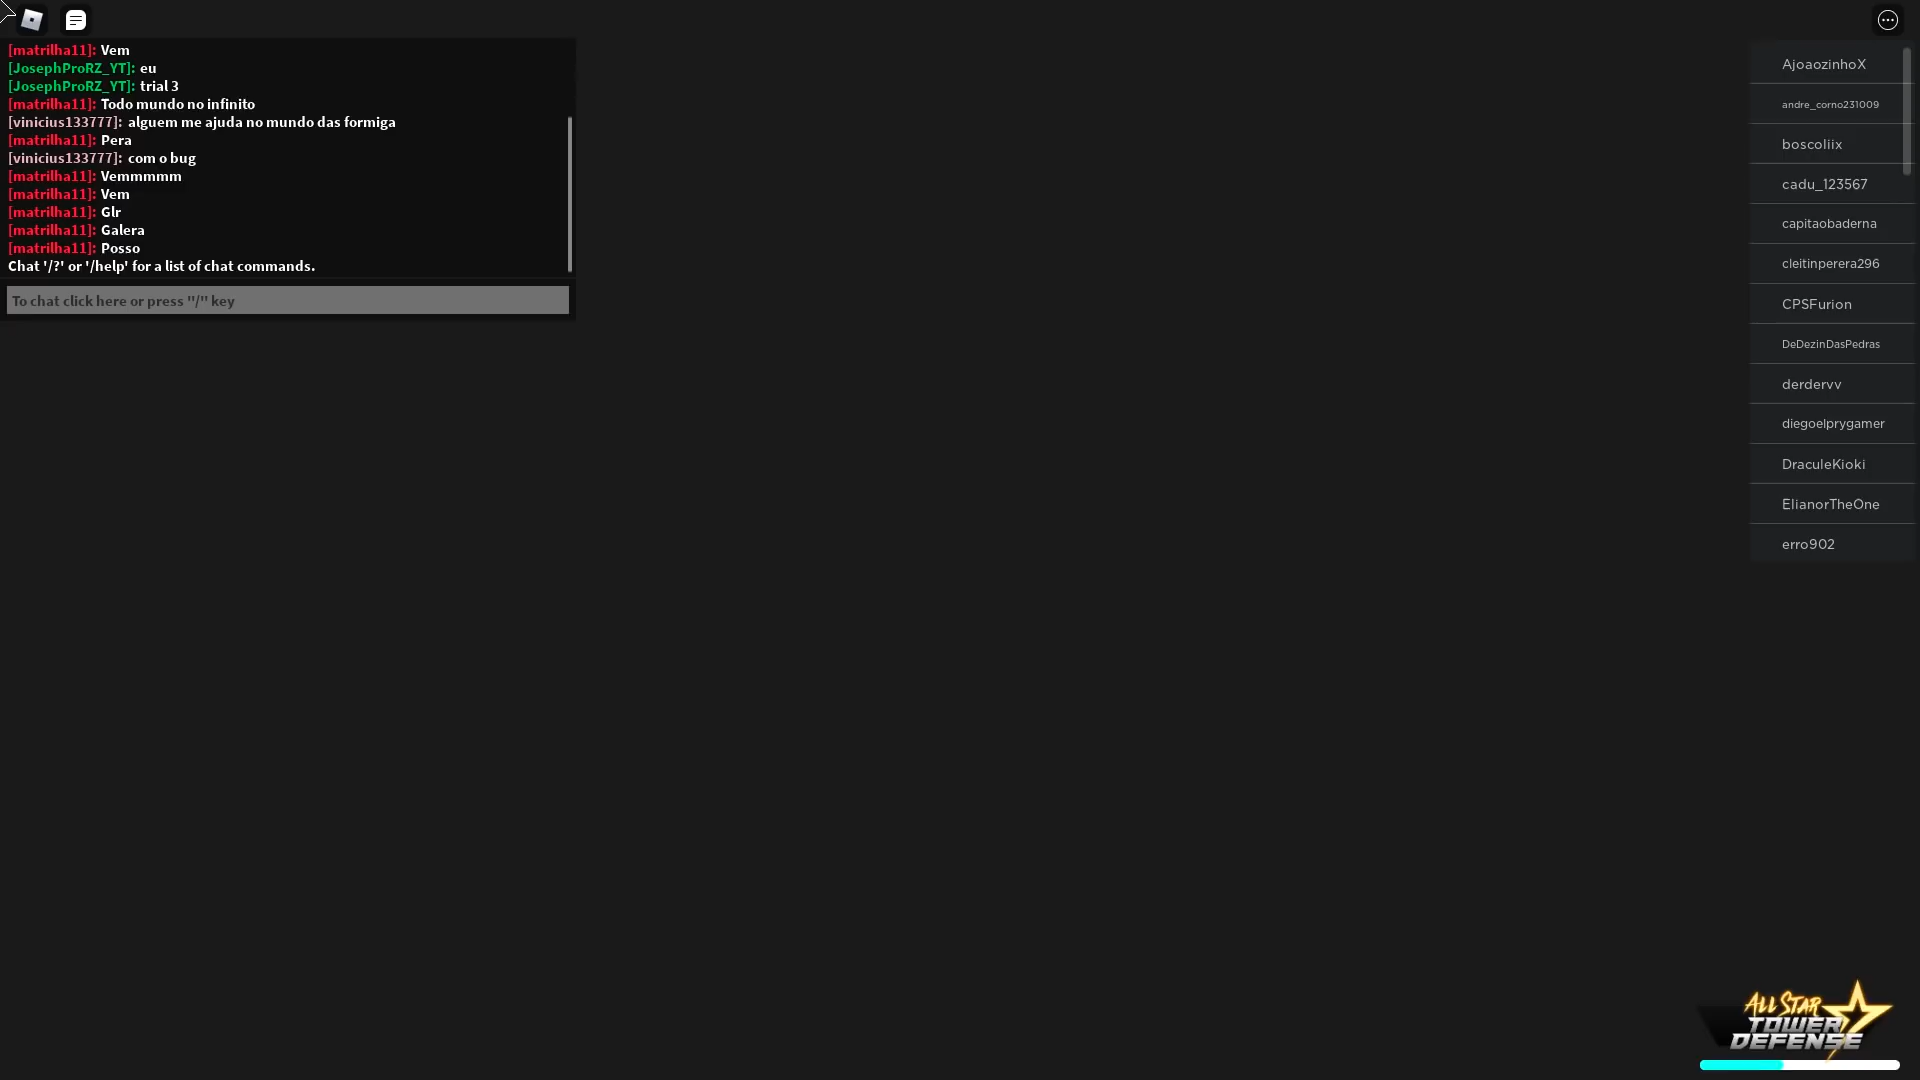 [matrilha11]: Vem
[JosephProRZ_YT]: eu
[JosephProRZ_YT]: trial 3
[matrilha11]: Todo mundo no infinito
[vinicius133777]: alguem me ajuda no mundo das formiga
[matrilha11]: Pera
[vinicius133777]: com o bug
[matrilha11]: Vemmmmm
[matrilha11]: Vem
[matrilha11]: Glr
[matrilha11]: Galera
[matrilha11]: Posso
Chat '/?' or '/help' for a list of chat commands.
To chat click here or press "/" key
AjoaozinhoX
andre_corno231009
boscoliix
cadu_123567
capitaobaderna
cleitinperera296
CPSFurion
DeDezinDasPedras
derdervv
diegoelprygamer
DraculeKioki
ElianorTheOne
erro902
ALL STAR
TOWER
DEFENSE